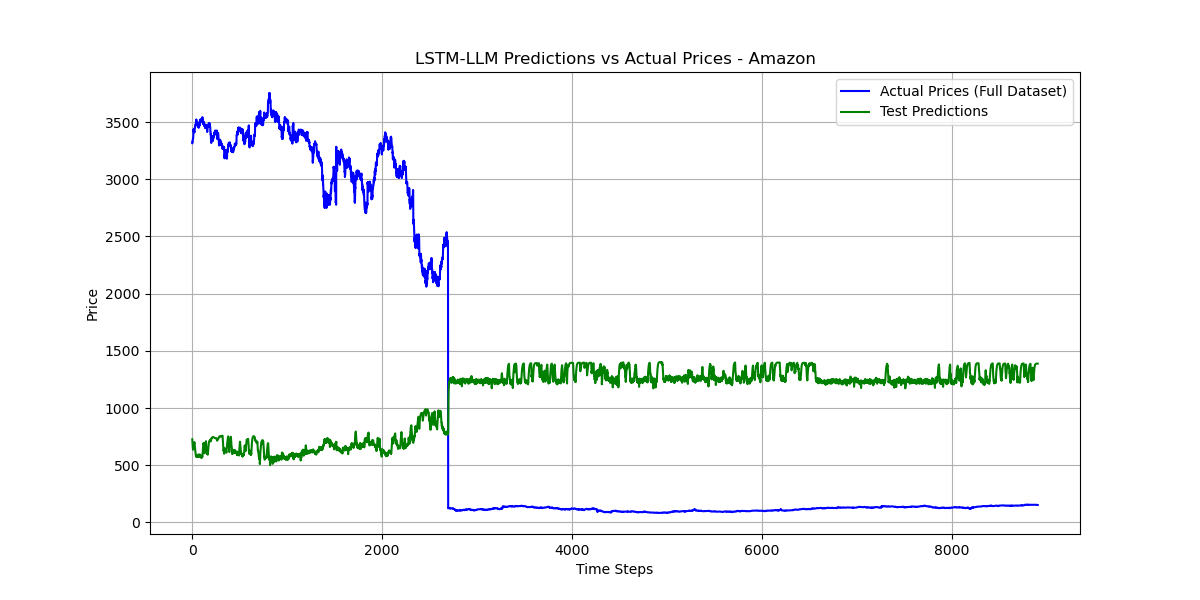 LSTM-LLM Predictions vs Actual Prices - Amazon
Actual Prices (Full Dataset)
Test Predictions
Price
3500
3000
2500
2000
1500
1000
500
0
0 2000 4000 6000 8000
Time Steps